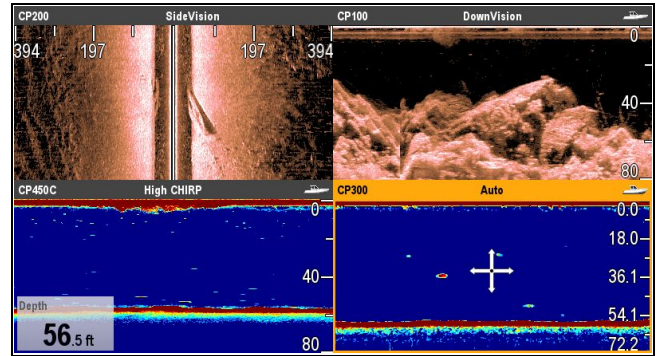 CP200 SideVision
394 197 197 394
CP100 DownVision
0
40
80
CP450C High CHIRP
0
40
80
Depth
56.5 ft
CP300 Auto
0.0
18.0
36.1
54.1
72.2